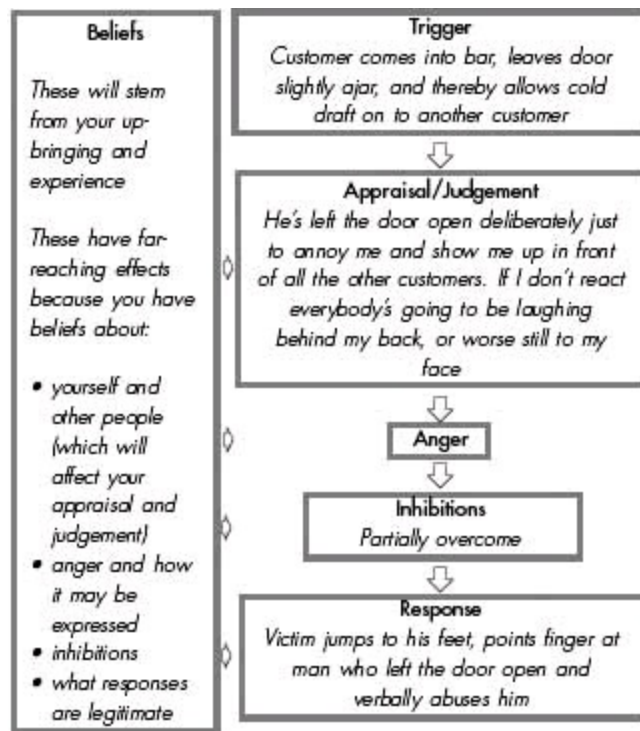 Beliefs
These will stem
from your up-
bringing and
experience
These have far-
reaching effects
because you have
beliefs about:
• yourself and
other people
(which will
affect your
appraisal and
judgement)
• anger and how
it may be
expressed
• inhibitions
• what responses
are legitimate
Trigger
Customer comes into bar, leaves door
slightly ajar, and thereby allows cold
draft on to another customer
Appraisal/Judgement
He's left the door open deliberately just
to annoy me and show me up in front
of all the other customers. If I don't react
everybody's going to be laughing
behind my back, or worse still to my
face
Anger
Inhibitions
Partially overcome
Response
Victim jumps to his feet, points finger at
man who left the door open and
verbally abuses him